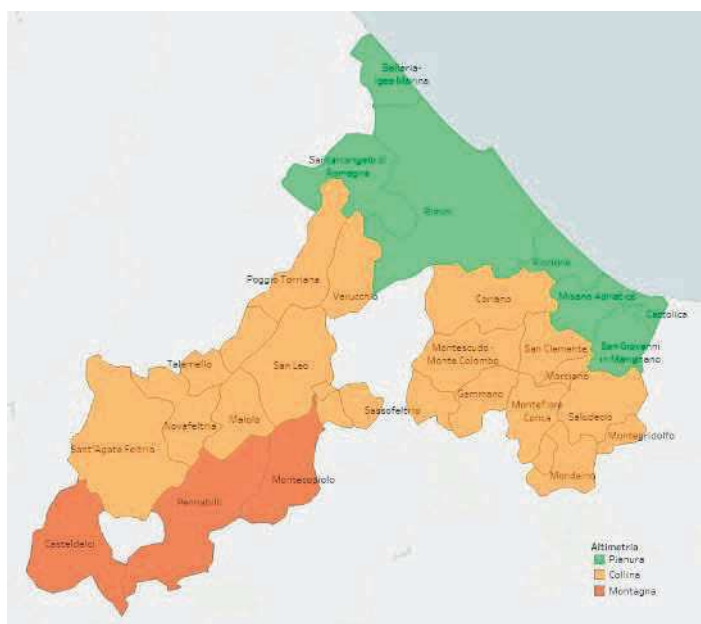 Bellaria-
Igea Marina
Santarcangelo di
Romagna
Rimini
Riccione
Poggio Torriana
Verucchio
Coriano
Misano Adriatico
Cattolica
San Giovanni
in Marignano
Montescudo -
Monte Colombo
San Clemente
Talamello
San Leo
Morciano
Gemmano
Sassofeltrio
Montefiore
Conca
Saludecio
Maiolo
Novafeltria
Montegridolfo
Sant'Agata Feltria
Mondaino
Montecopiolo
Pennabilli
Casteldelci
Altimetria
Pianura
Collina
Montagna